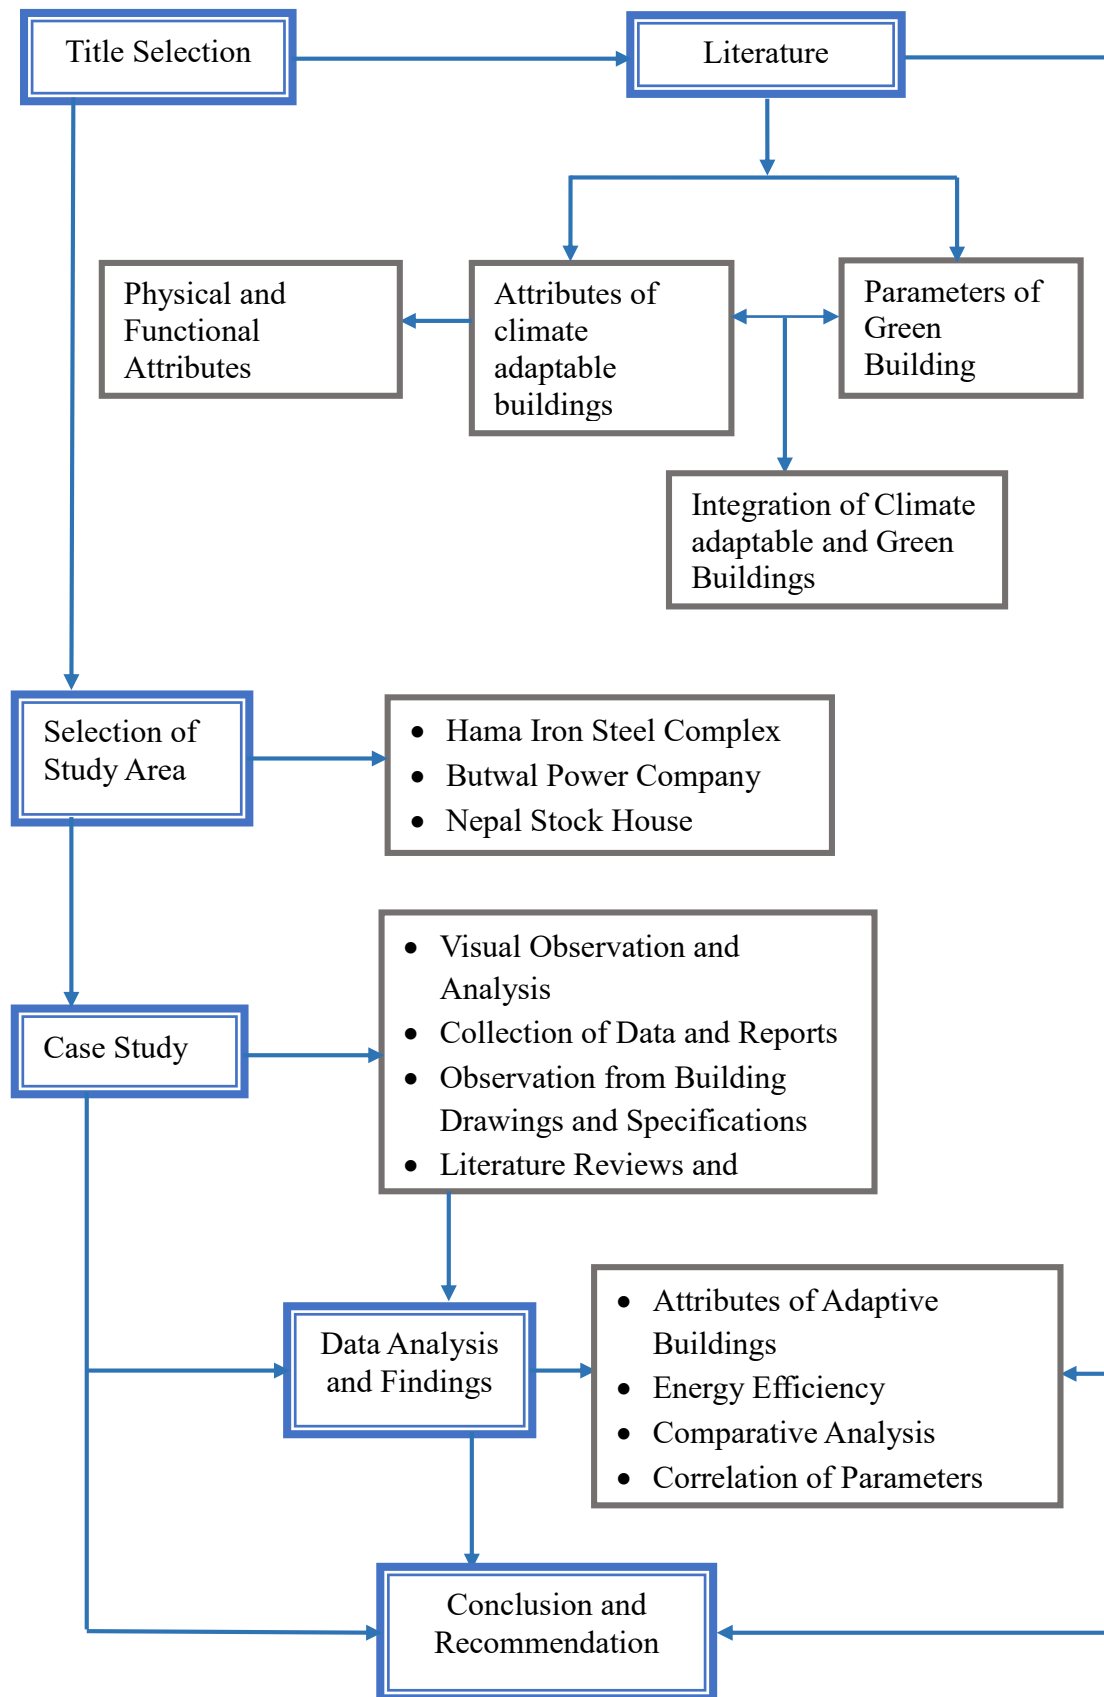 Title Selection
Literature
Physical and
Functional
Attributes
Attributes of
climate
adaptable
buildings
Parameters of
Green
Building
Integration of Climate
adaptable and Green
Buildings
Selection of
Study Area
• Hama Iron Steel Complex
• Butwal Power Company
• Nepal Stock House
Case Study
• Visual Observation and
Analysis
• Collection of Data and Reports
• Observation from Building
Drawings and Specifications
• Literature Reviews and
Data Analysis
and Findings
• Attributes of Adaptive
Buildings
• Energy Efficiency
• Comparative Analysis
• Correlation of Parameters
Conclusion and
Recommendation